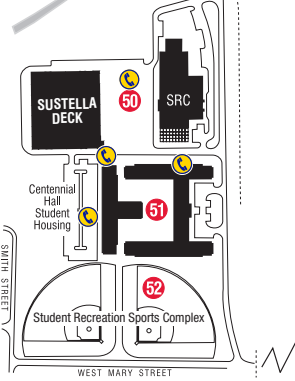 50
SUSTELLA
DECK
SRC
Centennial
Hall
Student
Housing
51
SMITH STREET
52
Student Recreation Sports Complex
WEST MARY STREET
N